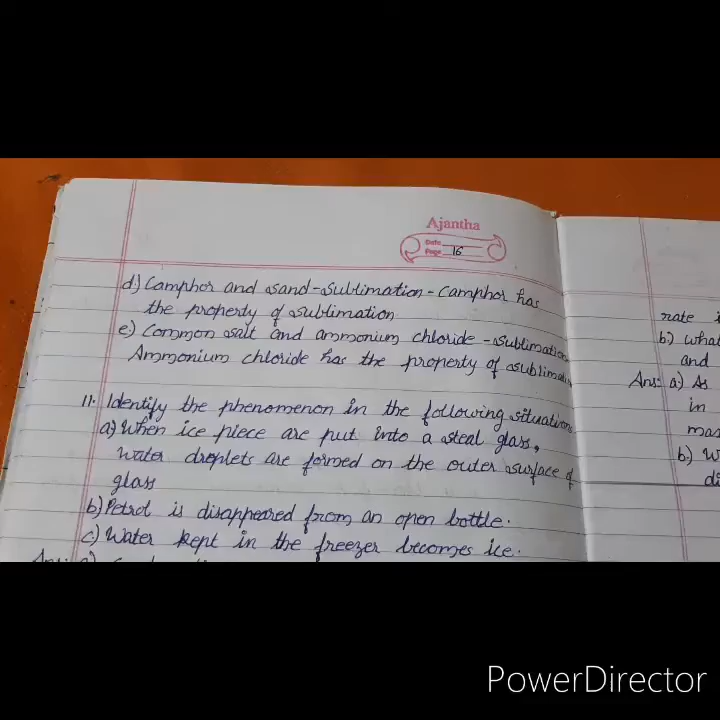 Ajantha
Date
Page 16
d) Camphor and sand - sublimation - camphor has
the property of sublimation
e) Common salt and ammonium chloride - sublimation
Ammonium chloride has the property of
11. Identify the phenomenon in the following situations
a) When ice piece are put into a steal glass,
water droplets are formed on the outer surface of
glass
b) Petrol is disappeared from an open bottle.
c) Water kept in the freezer becomes ice.
Ans: a)
rate
b) what
and
Ans: a) As
in
b.)
PowerDirector